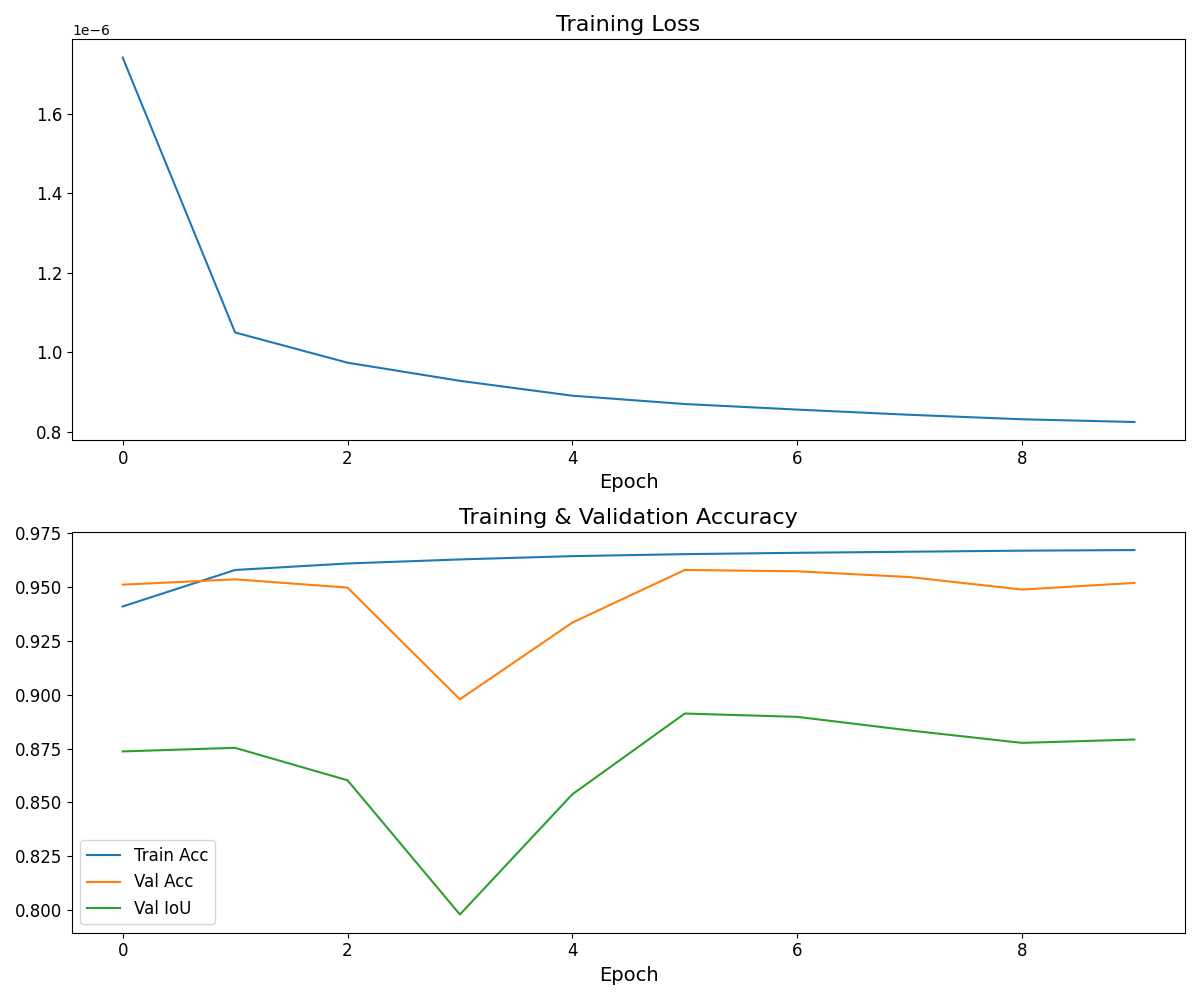 Training Loss
1e−6
1.6
1.4
1.2
1.0
0.8
0 2 4 6 8
Epoch
Training & Validation Accuracy
0.975
0.950
0.925
0.900
0.875
0.850
0.825
0.800
Train Acc
Val Acc
Val IoU
0 2 4 6 8
Epoch